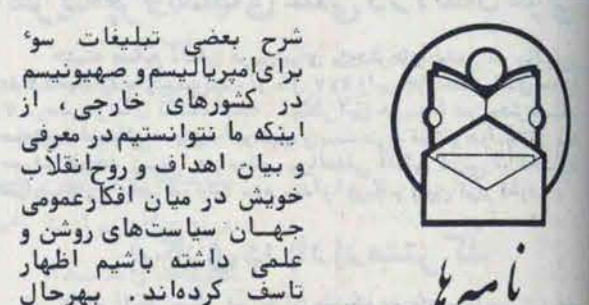 شرح بعضی تبلیغات سوء
برای امپریالیسم و صهیونیسم
در کشورهای خارجی، از
اینکه ما نتوانستیم در معرفی
و بیان اهداف و روح انقلاب
خویش در میان افکار عمومی
جهــان سیاست‌های روشن و
علمی داشته باشیم اظهار
تاسف کرده‌اند. بهرحال
نامه‌ها